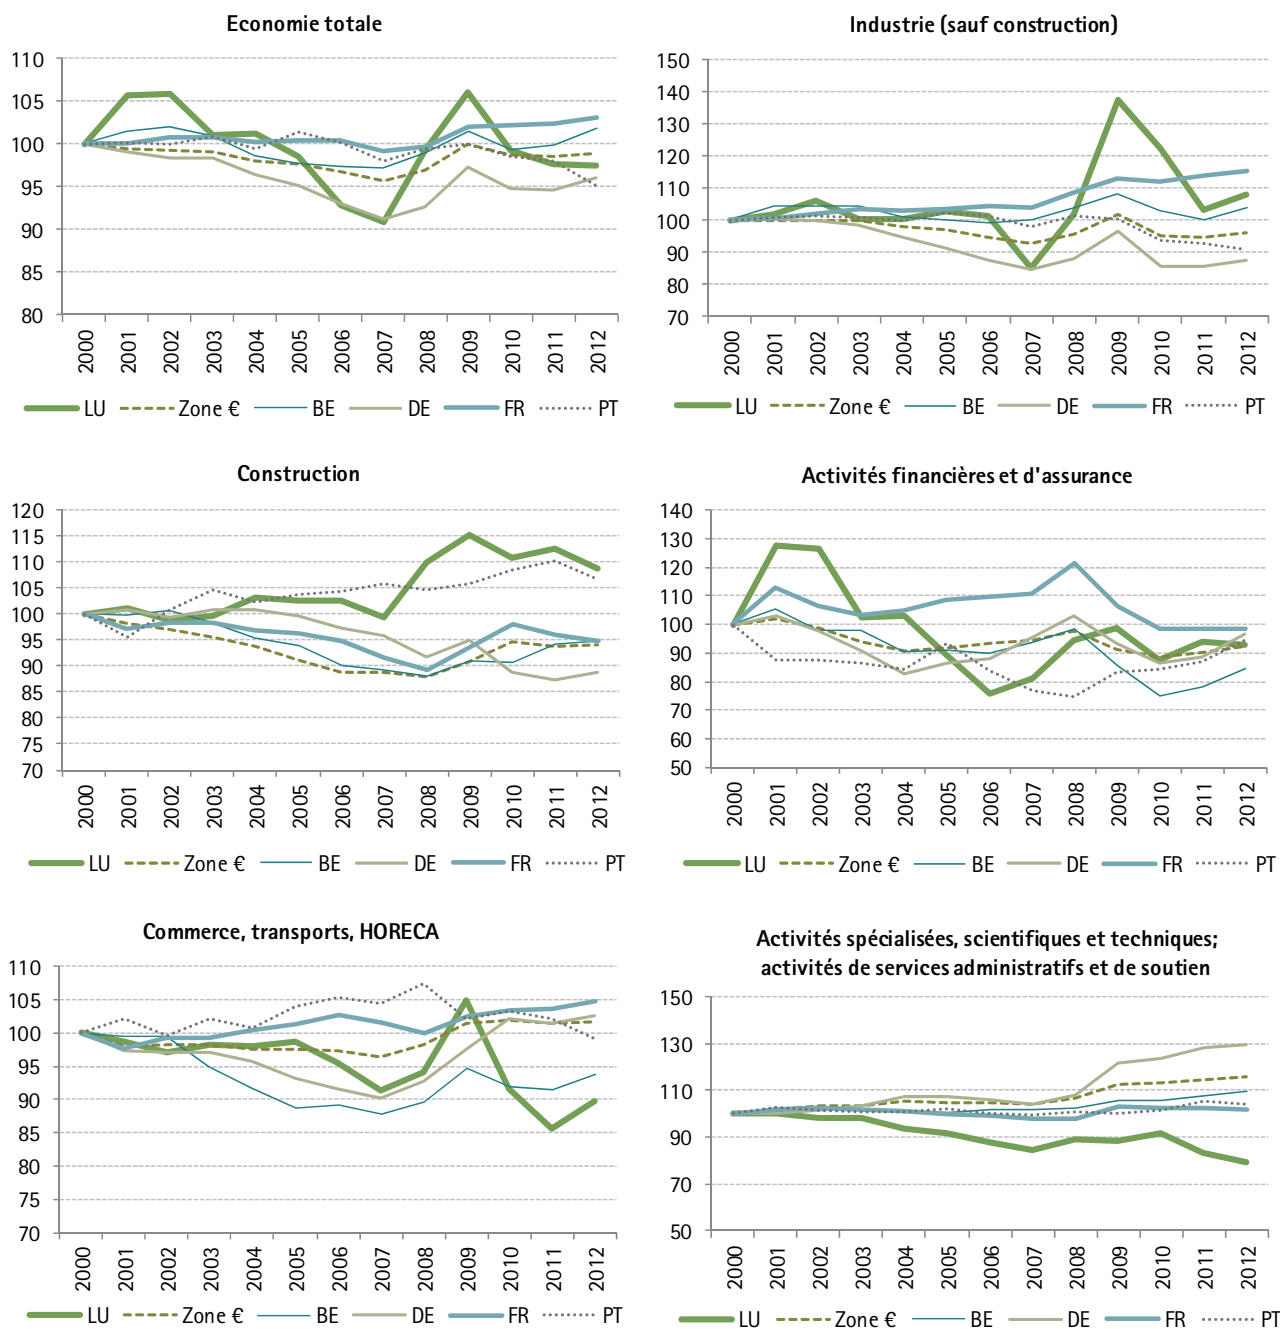 Economie totale
110
105
100
95
90
85
80
2000 2001 2002 2003 2004 2005 2006 2007 2008 2009 2010 2011 2012
LU Zone € BE DE FR PT
Industrie (sauf construction)
150
140
130
120
110
100
90
80
70
2000 2001 2002 2003 2004 2005 2006 2007 2008 2009 2010 2011 2012
LU Zone € BE DE FR PT
Construction
120
115
110
105
100
95
90
85
80
75
70
2000 2001 2002 2003 2004 2005 2006 2007 2008 2009 2010 2011 2012
LU Zone € BE DE FR PT
Activités financières et d'assurance
140
130
120
110
100
90
80
70
60
50
2000 2001 2002 2003 2004 2005 2006 2007 2008 2009 2010 2011 2012
LU Zone € BE DE FR PT
Commerce, transports, HORECA
110
105
100
95
90
85
80
75
70
2000 2001 2002 2003 2004 2005 2006 2007 2008 2009 2010 2011 2012
LU Zone € BE DE FR PT
Activités spécialisées, scientifiques et techniques;
activités de services administratifs et de soutien
150
130
110
90
70
50
2000 2001 2002 2003 2004 2005 2006 2007 2008 2009 2010 2011 2012
LU Zone € BE DE FR PT